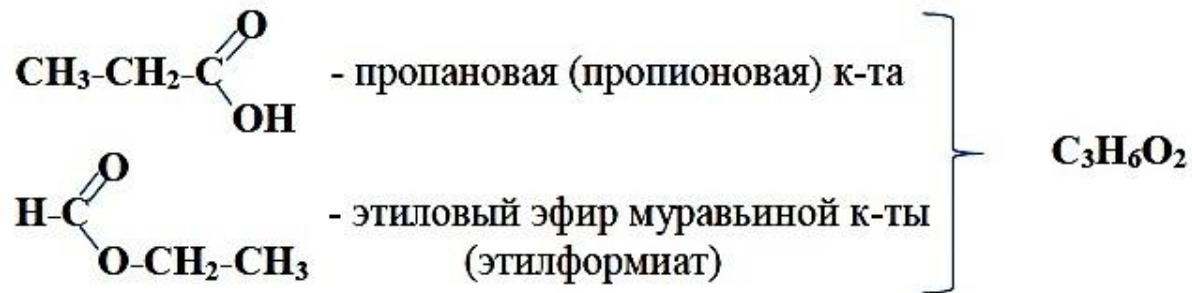 O
CH₃-CH₂-C - пропановая (пропионовая) к-та
OH
C₃H₆O₂
O
H-C - этиловый эфир муравьиной к-ты
O-CH₂-CH₃ (этилформиат)